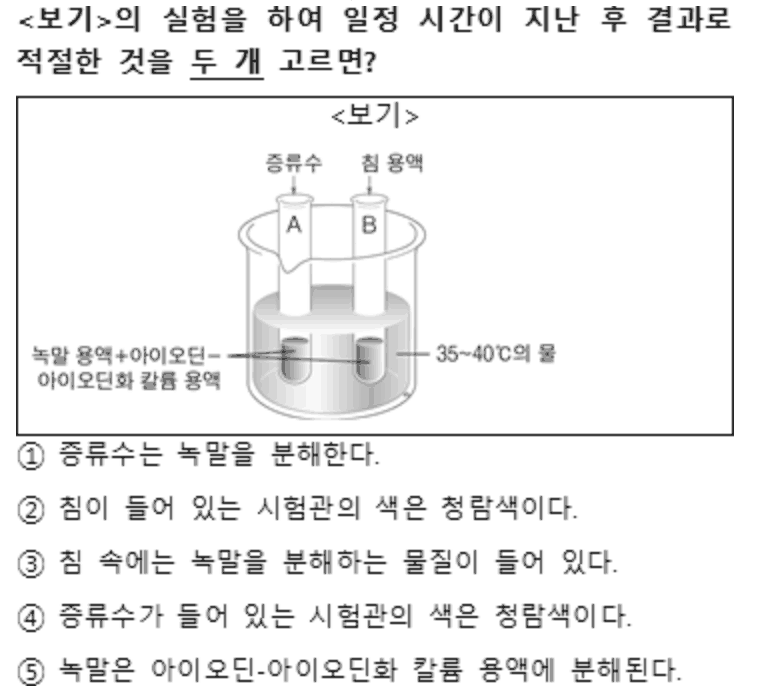 <보기>의 실험을 하여 일정 시간이 지난 후 결과로
적절한 것을 두 개 고르면?
<보기>
증류수 침 용액
A B
녹말 용액+아이오딘-
아이오딘화 칼륨 용액
35~40℃의 물
① 증류수는 녹말을 분해한다.
② 침이 들어 있는 시험관의 색은 청람색이다.
③ 침 속에는 녹말을 분해하는 물질이 들어 있다.
④ 증류수가 들어 있는 시험관의 색은 청람색이다.
⑤ 녹말은 아이오딘-아이오딘화 칼륨 용액에 분해된다.